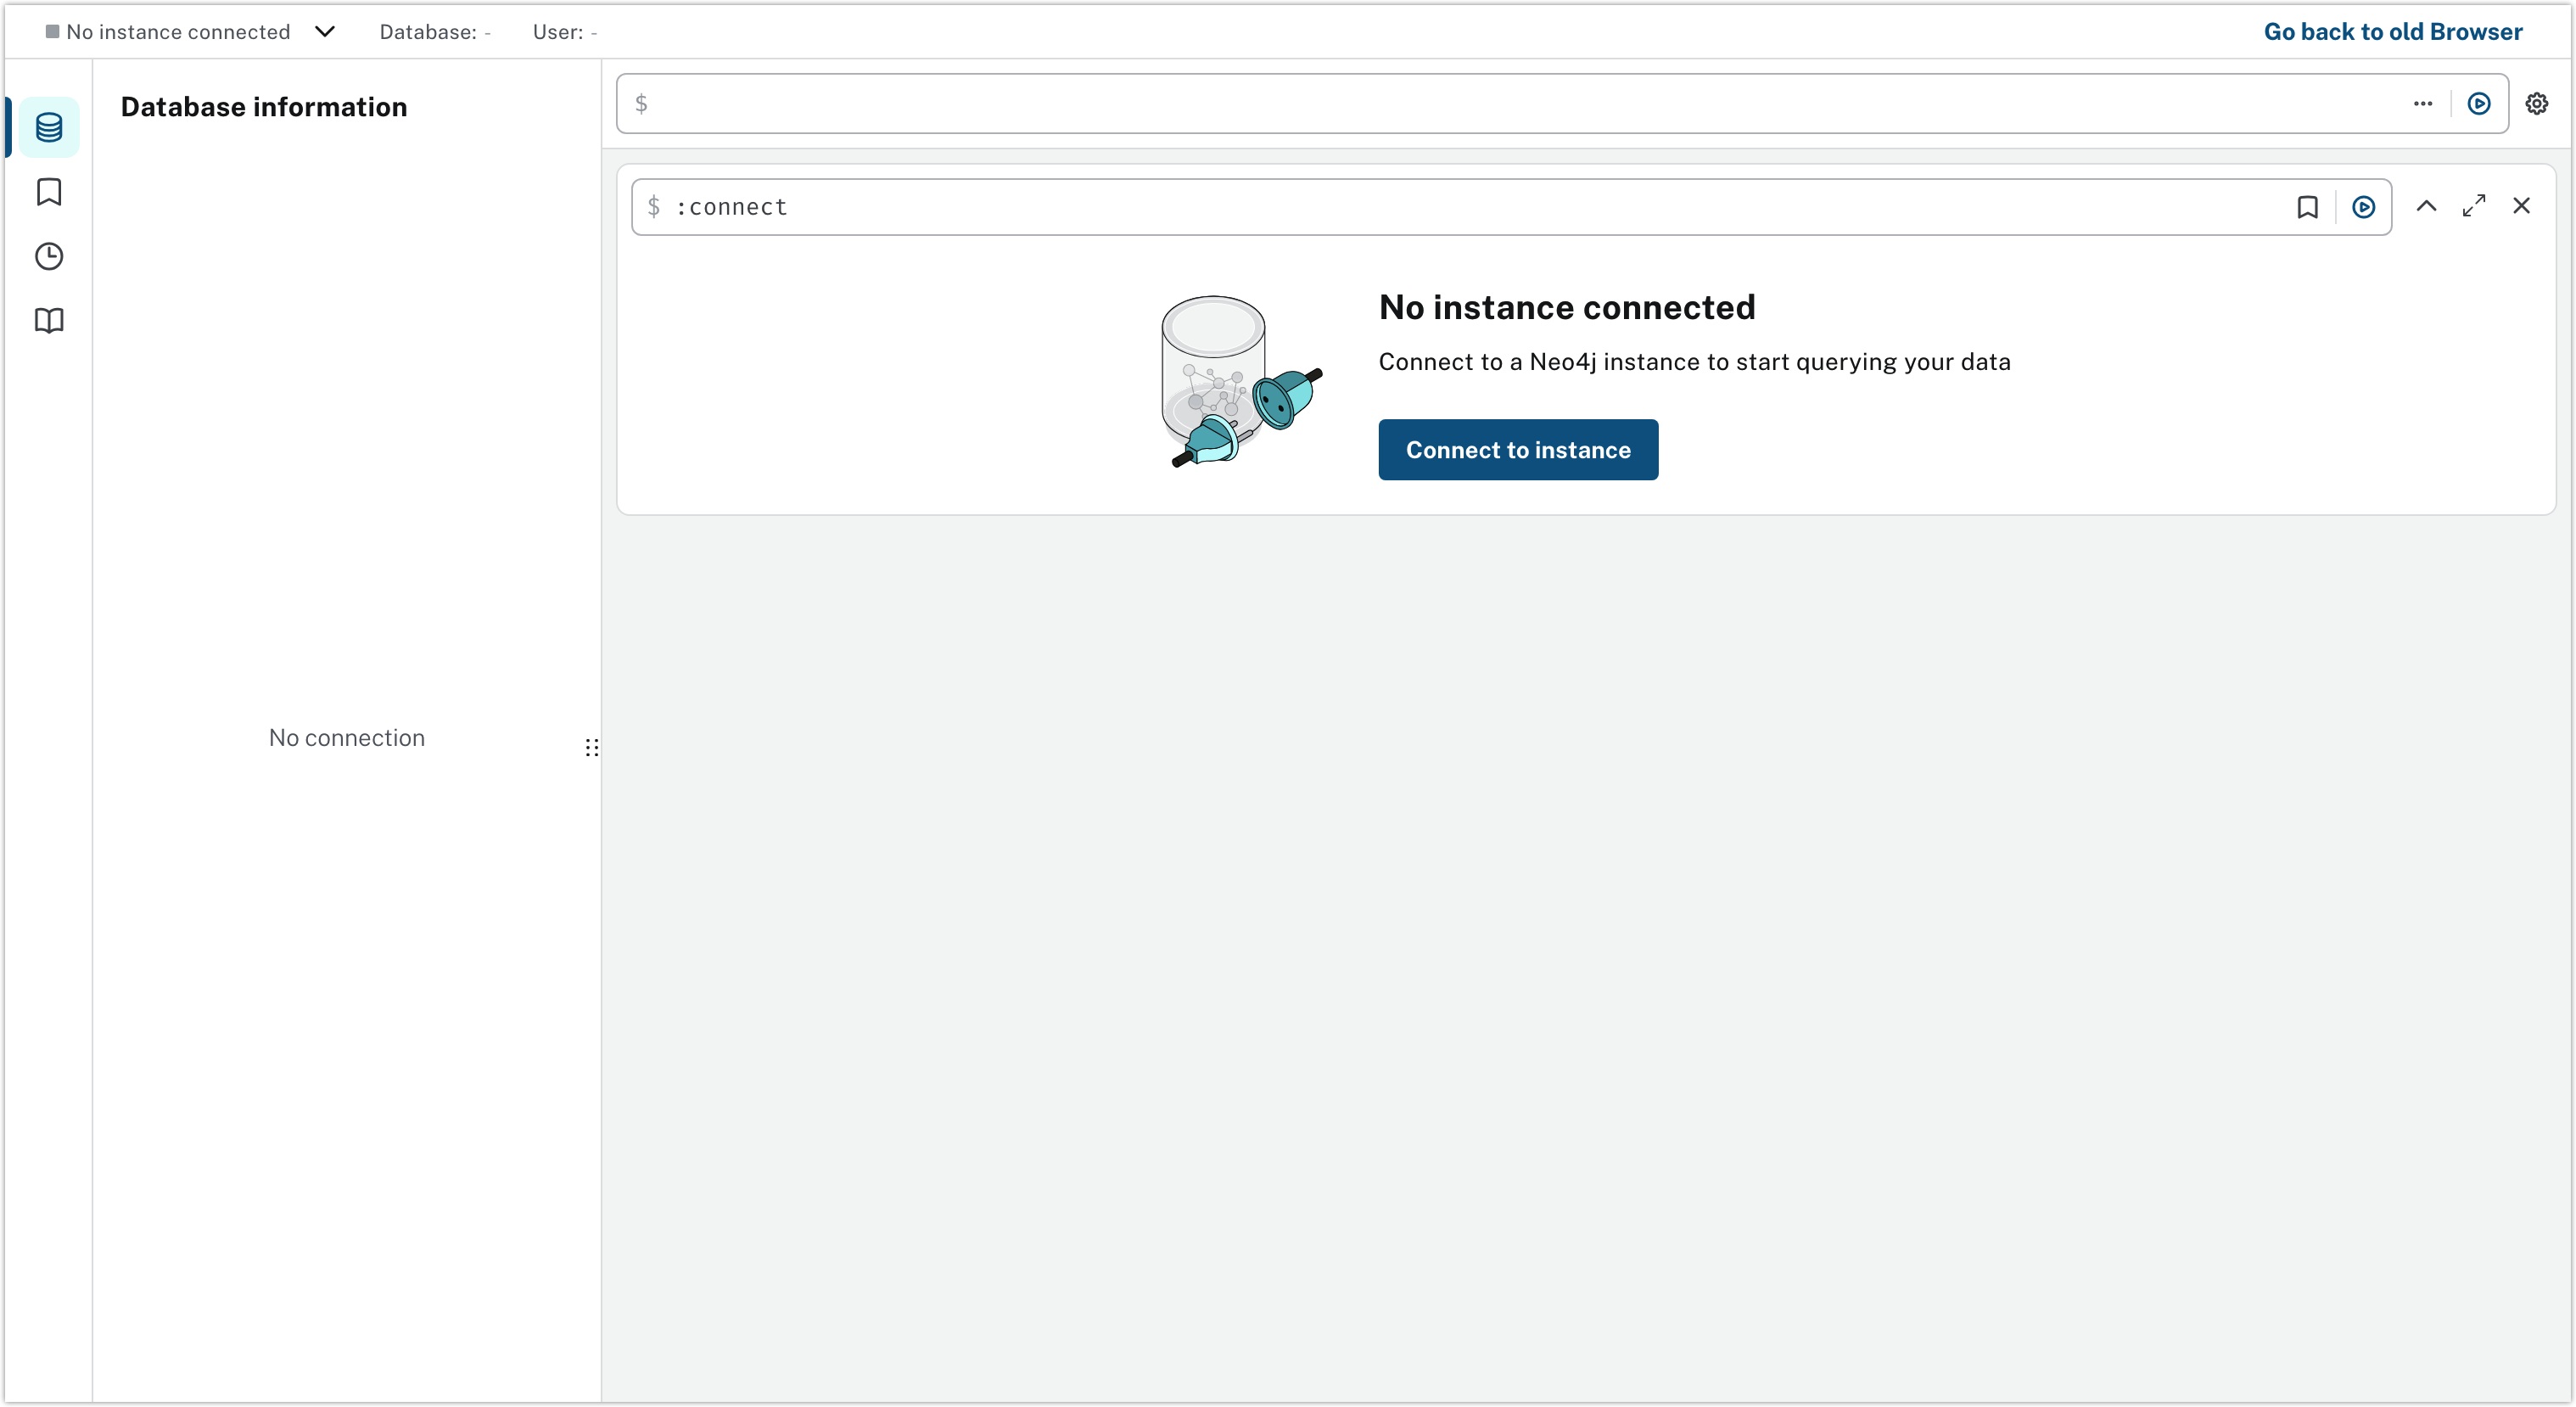 No instance connected
Database: -
User: -
Go back to old Browser
Database information
$
$ :connect
No instance connected
Connect to a Neo4j instance to start querying your data
Connect to instance
No connection